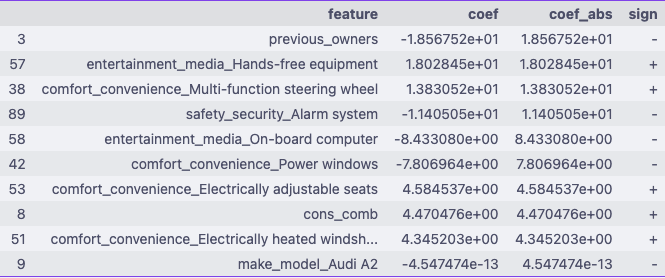 feature coef coef_abs sign
3 previous_owners -1.856752e+01 1.856752e+01 -
57 entertainment_media_Hands-free equipment 1.802845e+01 1.802845e+01 +
38 comfort_convenience_Multi-function steering wheel 1.383052e+01 1.383052e+01 +
89 safety_security_Alarm system -1.140505e+01 1.140505e+01 -
58 entertainment_media_On-board computer -8.433080e+00 8.433080e+00 -
42 comfort_convenience_Power windows -7.806964e+00 7.806964e+00 -
53 comfort_convenience_Electrically adjustable seats 4.584537e+00 4.584537e+00 +
8 cons_comb 4.470476e+00 4.470476e+00 +
51 comfort_convenience_Electrically heated windsh... 4.345203e+00 4.345203e+00 +
9 make_model_Audi A2 -4.547474e-13 4.547474e-13 -